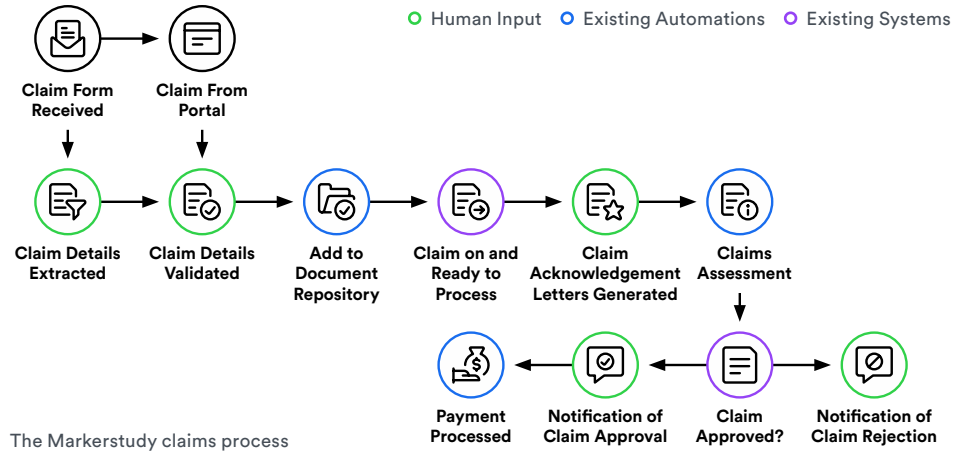 Human Input
Existing Automations
Existing Systems
Claim Form
Received
Claim From
Portal
Claim Details
Extracted
Claim Details
Validated
Add to
Document
Repository
Claim on and
Ready to
Process
Claim
Acknowledgement
Letters Generated
Claims
Assessment
Payment
Processed
Notification of
Claim Approval
Claim
Approved?
Notification of
Claim Rejection
The Markerstudy claims process